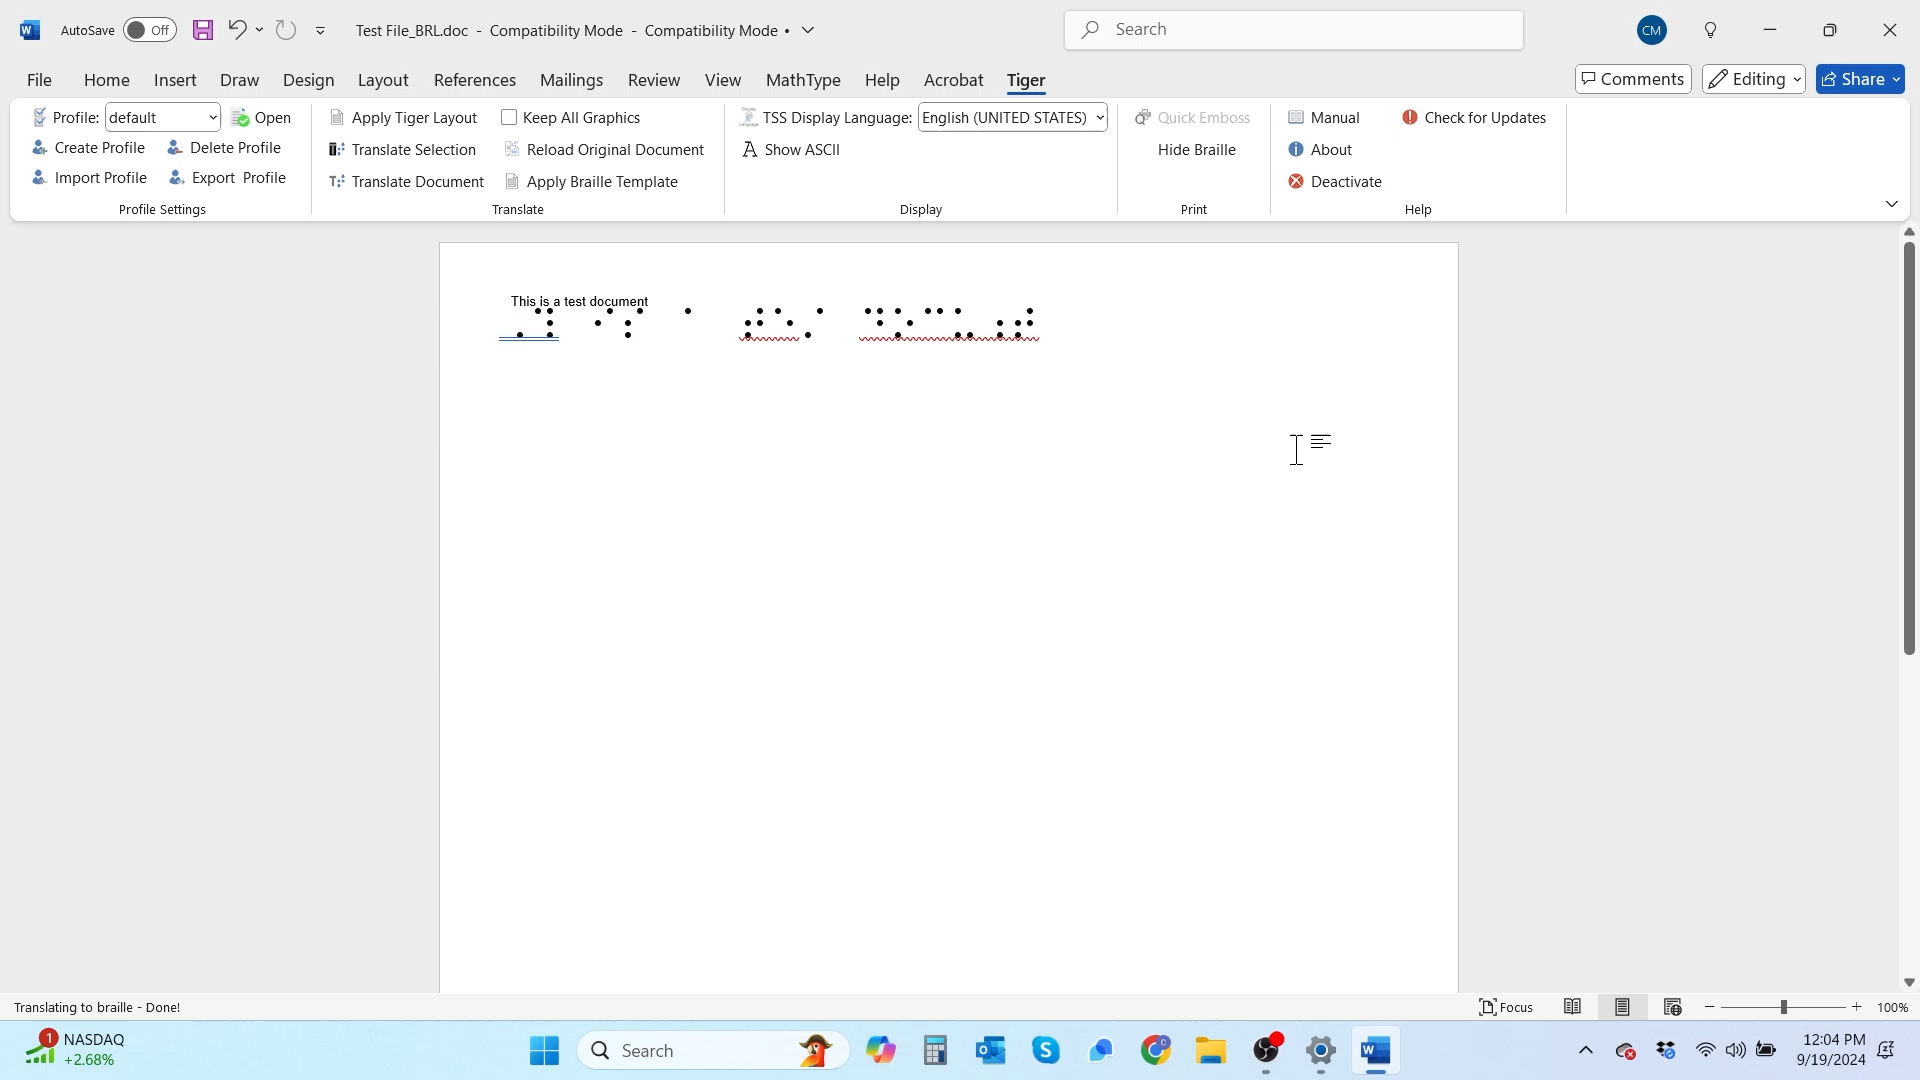 AutoSave Off Test File_BRL.doc - Compatibility Mode - Compatibility Mode • Search CM
File Home Insert Draw Design Layout References Mailings Review View MathType Help Acrobat Tiger Comments Editing Share
Profile: default Open Apply Tiger Layout Keep All Graphics TSS Display Language: English (UNITED STATES) Quick Emboss Manual Check for Updates
Create Profile Delete Profile Translate Selection Reload Original Document Show ASCII Hide Braille About
Import Profile Export Profile Translate Document Apply Braille Template Deactivate
Profile Settings Translate Display Print Help
This is a test document
⠠⠹ ⠊⠎ ⠁ ⠞⠑⠌ ⠙⠕⠉⠥⠰⠞
Translating to braille - Done! Focus 100%
1 NASDAQ Search 12:04 PM
+2.68% 9/19/2024